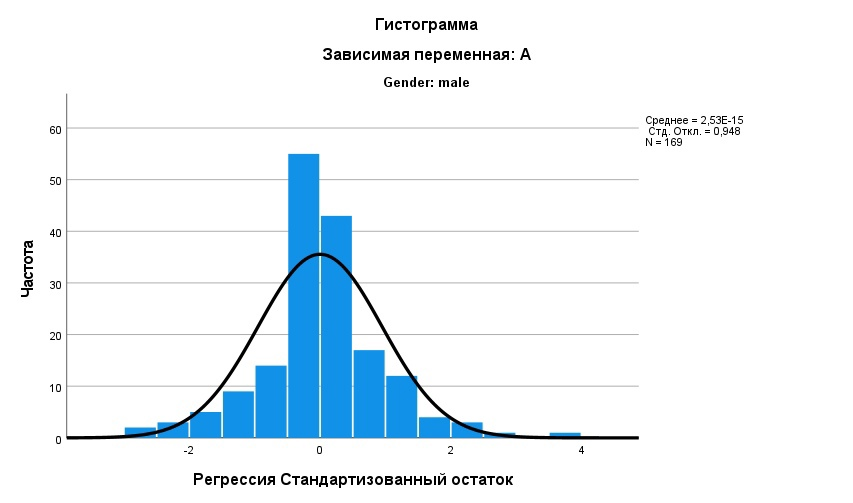 Гистограмма
Зависимая переменная: A
Gender: male
Среднее = 2,53E-15
Стд. Откл. = 0,948
N = 169
60
50
40
30
20
10
0
Частота
-2 0 2 4
Регрессия Стандартизованный остаток